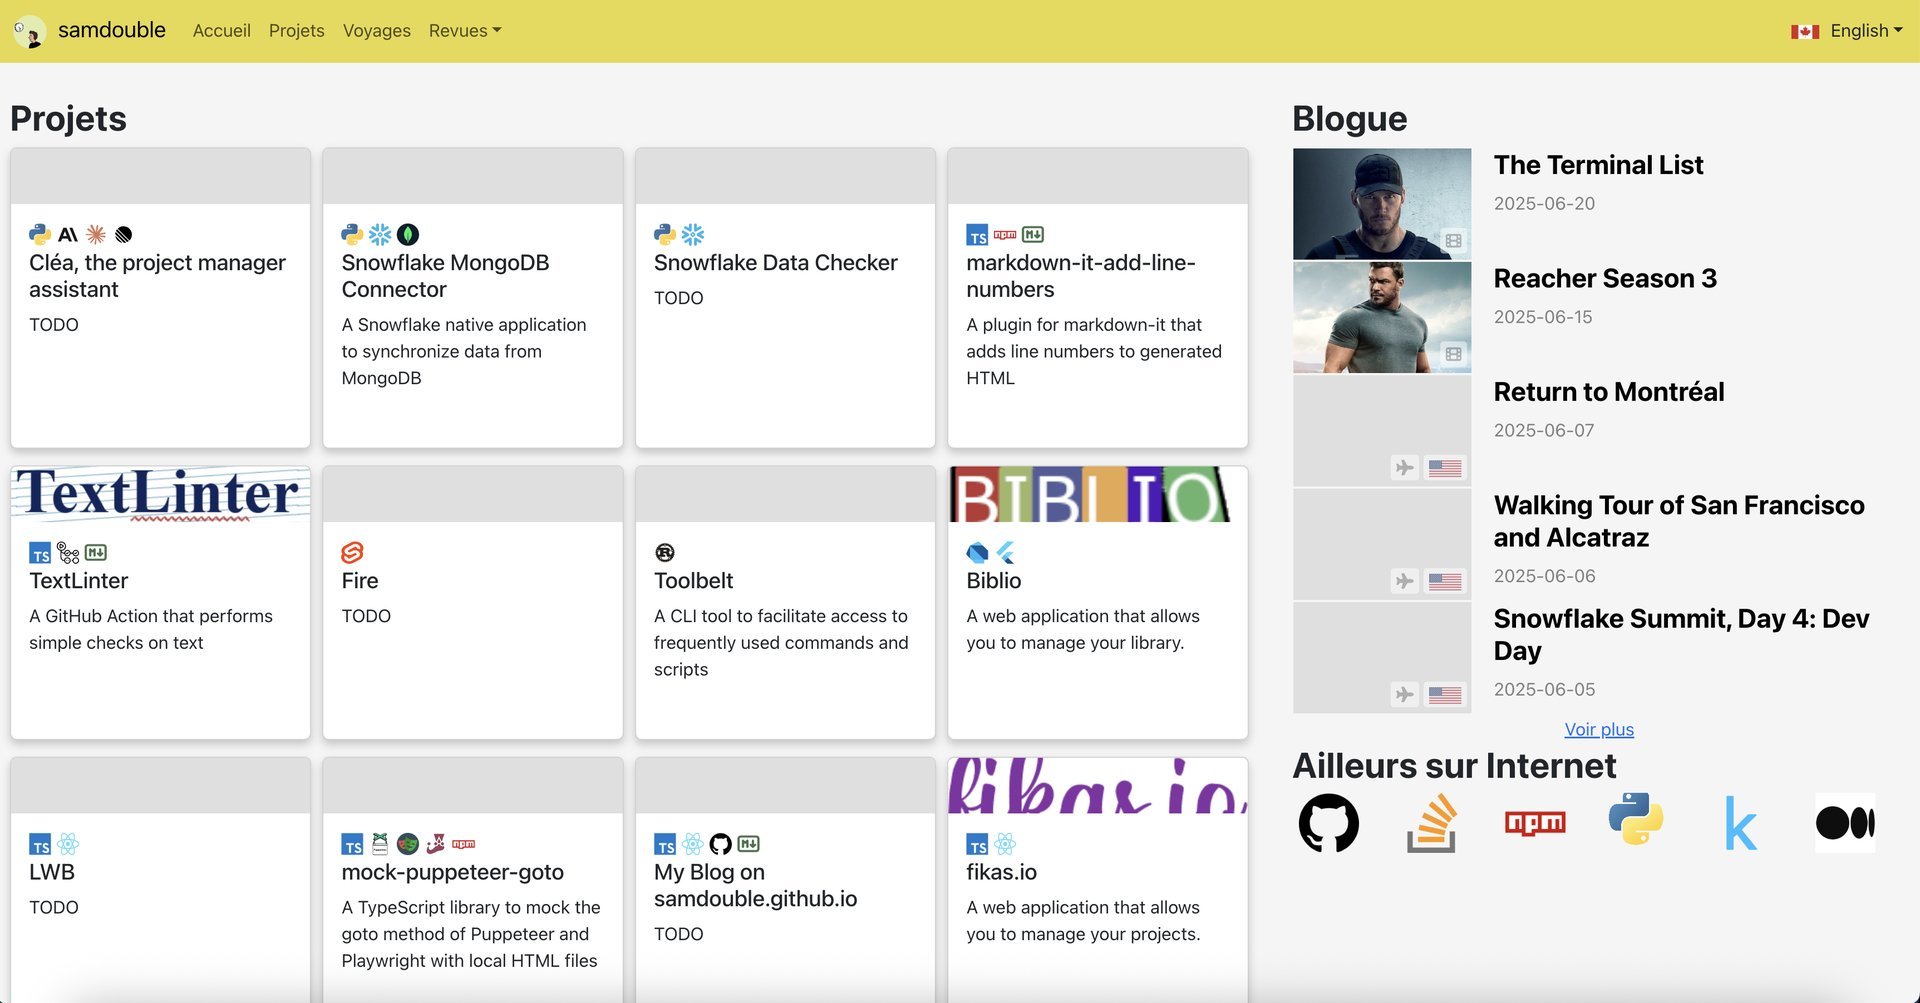 samdouble
Accueil
Projets
Voyages
Revues
English
Projets
Cléa, the project manager
assistant
TODO
Snowflake MongoDB
Connector
A Snowflake native application
to synchronize data from
MongoDB
Snowflake Data Checker
TODO
TS
npm
markdown-it-add-line-
numbers
A plugin for markdown-it that
adds line numbers to generated
HTML
TextLinter
TS
TextLinter
A GitHub Action that performs
simple checks on text
Fire
TODO
Toolbelt
A CLI tool to facilitate access to
frequently used commands and
scripts
BIBLIO
Biblio
A web application that allows
you to manage your library.
TS
LWB
TODO
TS
npm
mock-puppeteer-goto
A TypeScript library to mock the
goto method of Puppeteer and
Playwright with local HTML files
TS
My Blog on
samdouble.github.io
TODO
fikas.io
TS
fikas.io
A web application that allows
you to manage your projects.
Blogue
The Terminal List
2025-06-20
Reacher Season 3
2025-06-15
Return to Montréal
2025-06-07
Walking Tour of San Francisco
and Alcatraz
2025-06-06
Snowflake Summit, Day 4: Dev
Day
2025-06-05
Voir plus
Ailleurs sur Internet
npm
k